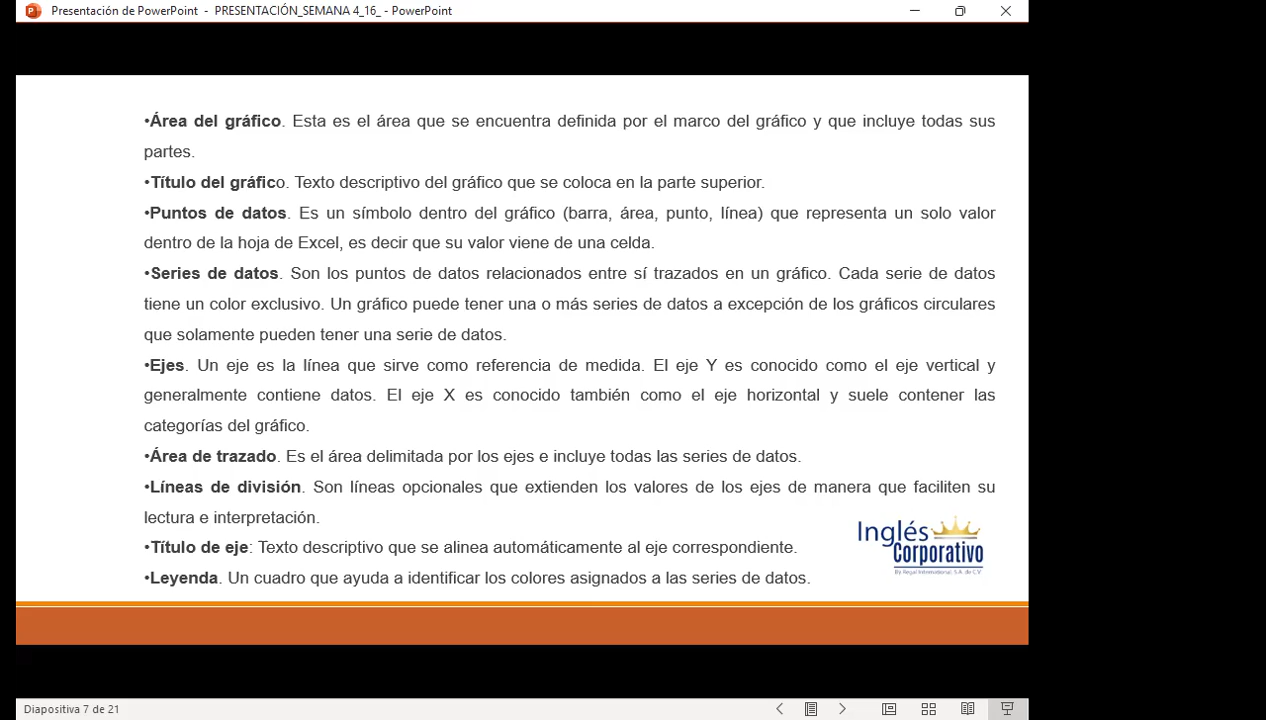 Presentación de PowerPoint - PRESENTACIÓN_SEMANA 4_16_ - PowerPoint
•Área del gráfico. Esta es el área que se encuentra definida por el marco del gráfico y que incluye todas sus
partes.
•Título del gráfico. Texto descriptivo del gráfico que se coloca en la parte superior.
•Puntos de datos. Es un símbolo dentro del gráfico (barra, área, punto, línea) que representa un solo valor
dentro de la hoja de Excel, es decir que su valor viene de una celda.
•Series de datos. Son los puntos de datos relacionados entre sí trazados en un gráfico. Cada serie de datos
tiene un color exclusivo. Un gráfico puede tener una o más series de datos a excepción de los gráficos circulares
que solamente pueden tener una serie de datos.
•Ejes. Un eje es la línea que sirve como referencia de medida. El eje Y es conocido como el eje vertical y
generalmente contiene datos. El eje X es conocido también como el eje horizontal y suele contener las
categorías del gráfico.
•Área de trazado. Es el área delimitada por los ejes e incluye todas las series de datos.
•Líneas de división. Son líneas opcionales que extienden los valores de los ejes de manera que faciliten su
lectura e interpretación.
•Título de eje: Texto descriptivo que se alinea automáticamente al eje correspondiente.
•Leyenda. Un cuadro que ayuda a identificar los colores asignados a las series de datos.
Inglés
Corporativo
By Regal International, S.A. de C.V.
Diapositiva 7 de 21